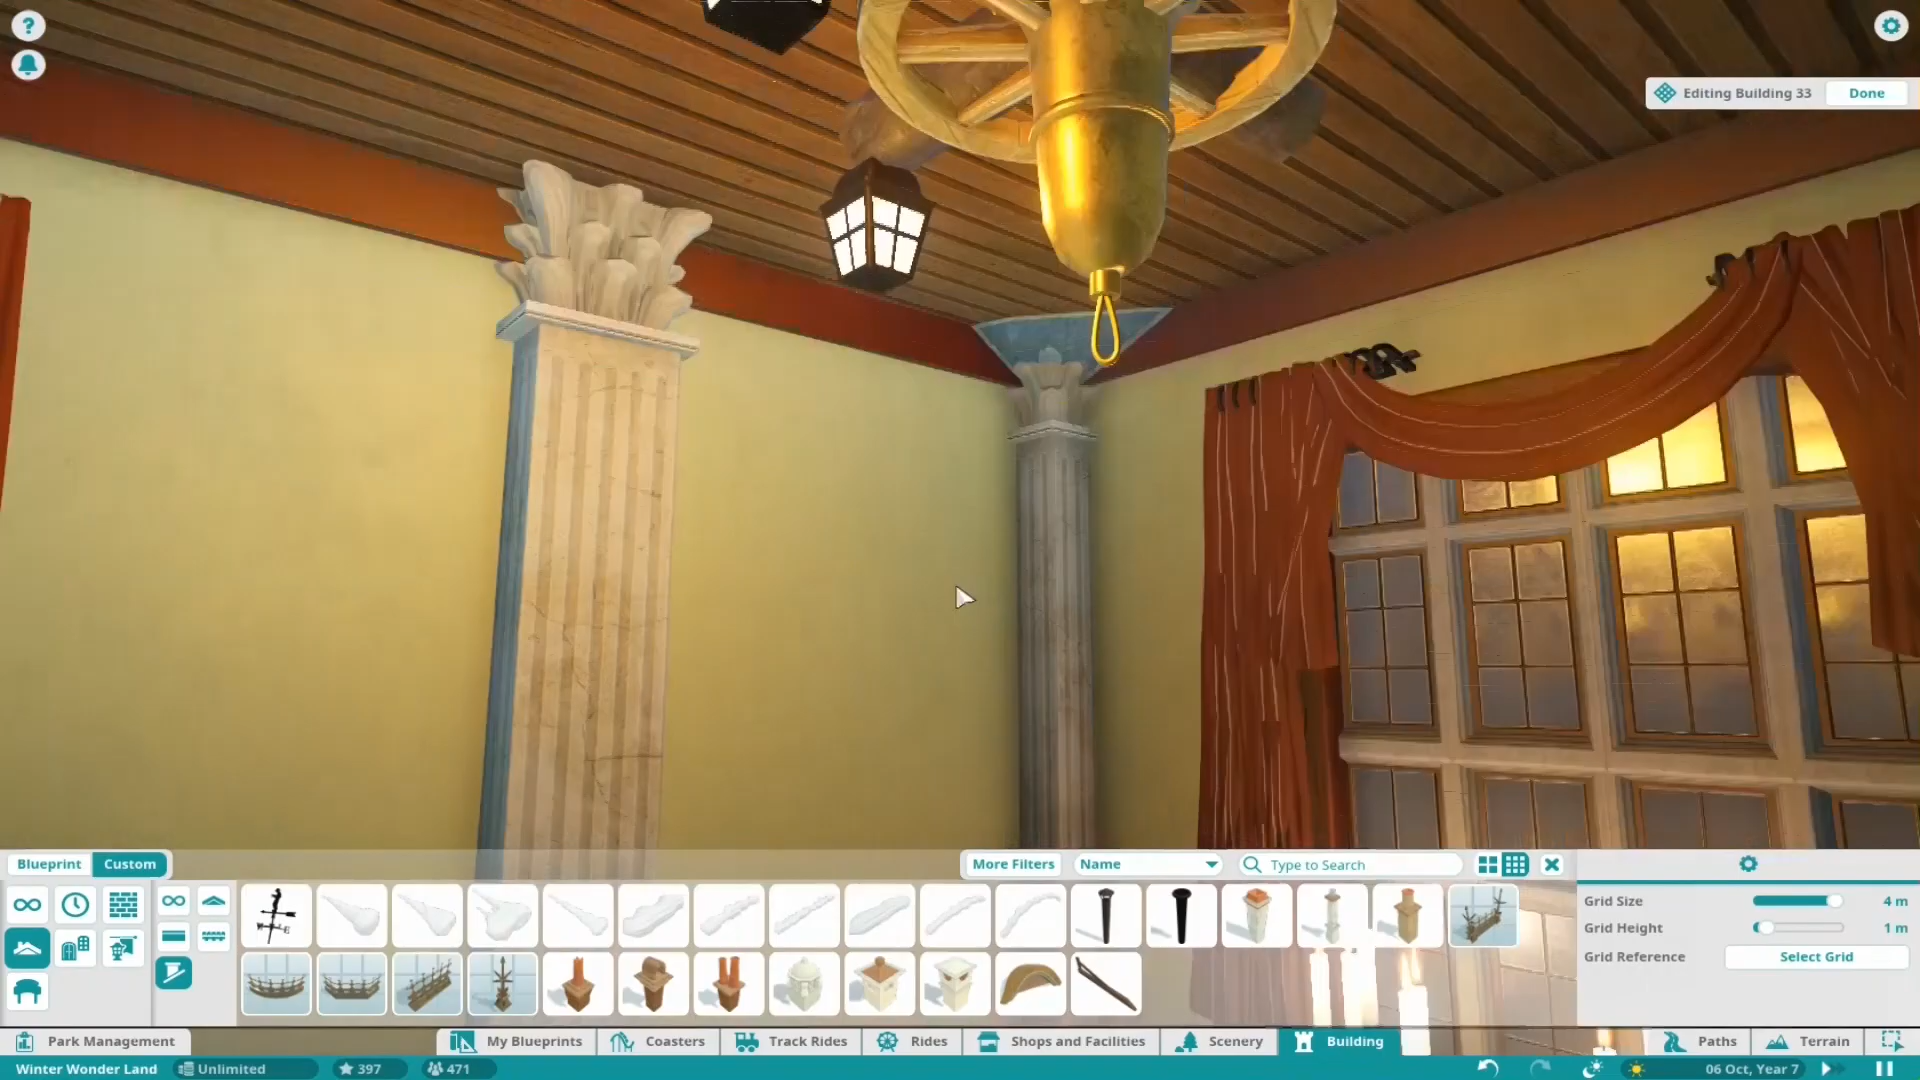 ?
Editing Building 33 Done
Blueprint Custom
More Filters Name Type to Search
Grid Size 4 m
Grid Height 1 m
Grid Reference Select Grid
Park Management My Blueprints Coasters Track Rides Rides Shops and Facilities Scenery Building Paths Terrain
Winter Wonder Land Unlimited 397 471 06 Oct, Year 7